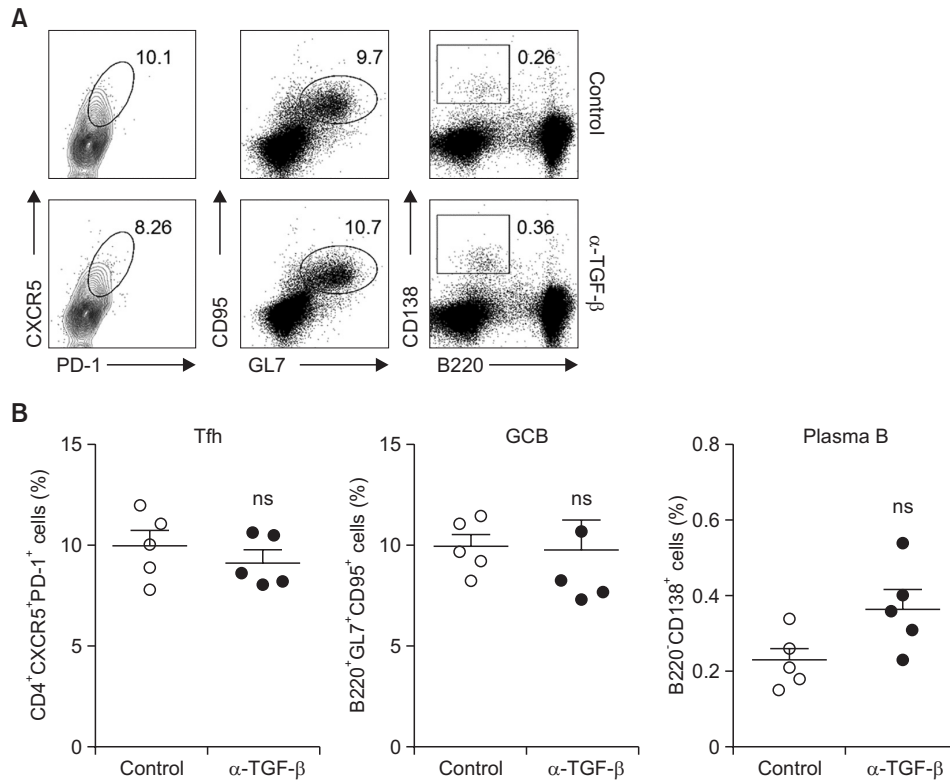 A
10.1
9.7
0.26
Control
8.26
10.7
0.36
α-TGF-β
CXCR5
CD95
CD138
PD-1
GL7
B220
B
Tfh
GCB
Plasma B
CD4⁺CXCR5⁺PD-1⁺ cells (%)
15
10
5
0
ns
Control
α-TGF-β
B220⁺GL7⁺CD95⁺ cells (%)
15
10
5
0
ns
Control
α-TGF-β
B220⁻CD138⁺ cells (%)
0.8
0.6
0.4
0.2
0
ns
Control
α-TGF-β